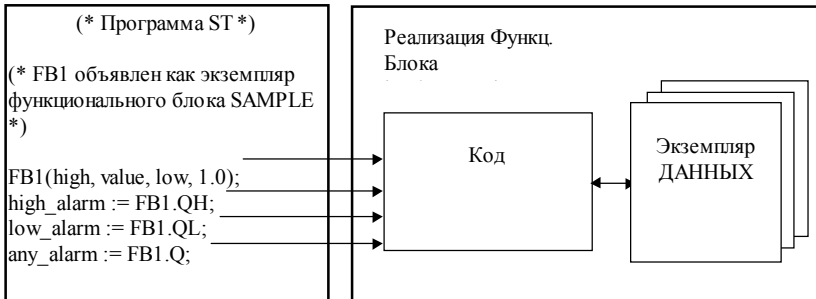 (* Программа ST *)
(* FB1 объявлен как экземпляр
функционального блока SAMPLE
*)
FB1(high, value, low, 1.0);
high_alarm := FB1.QH;
low_alarm := FB1.QL;
any_alarm := FB1.Q;
Реализация Функц.
Блока
Код
Экземпляр
ДАННЫХ